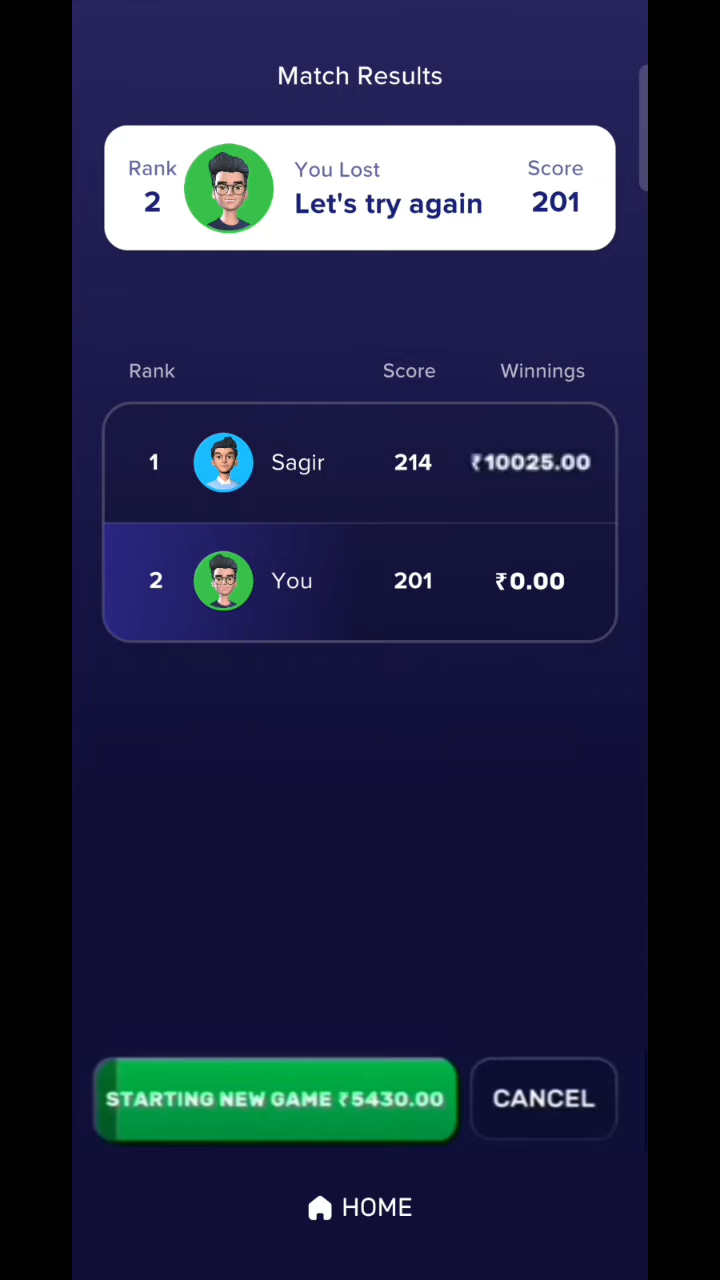 Match Results
Rank You Lost Score
2 Let's try again 201
Rank Score Winnings
1 Sagir 214 ₹10025.00
2 You 201 ₹0.00
STARTING NEW GAME ₹5430.00 CANCEL
HOME